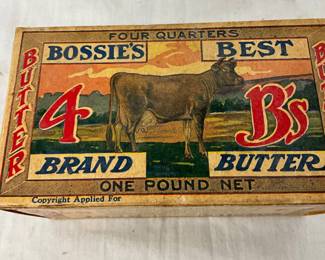 FOUR QUARTERS
BOSSIE'S BEST
BUTTER
4 B's
BRAND BUTTER
ONE POUND NET
Copyright Applied For